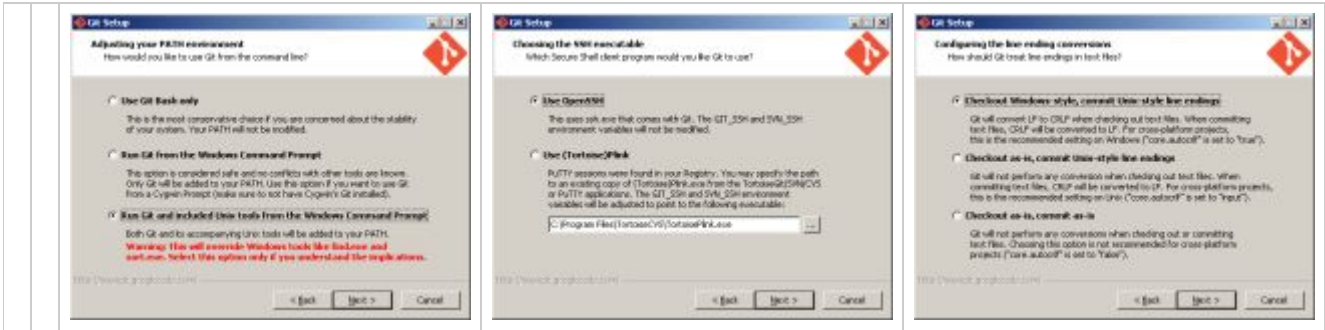 Git Setup
Adjusting your PATH environment
How would you like to use Git from the command line?
Use Git Bash only
This is the most conservative choice if you are concerned about the stability
of your system. Your PATH will not be modified.
Run Git from the Windows Command Prompt
This option is considered safe and no conflicts with other tools are known.
Only Git will be added to your PATH. Use this option if you want to use Git
from a Cygwin Prompt (make sure to not have Cygwin's Git installed).
Run Git and included Unix tools from the Windows Command Prompt
Both Git and its accompanying Unix tools will be added to your PATH.
Warning: This will override Windows tools like find.exe and
sort.exe. Select this option only if you understand the implications.
< Back
Next >
Cancel
Git Setup
Choosing the SSH executable
Which Secure Shell client program would you like Git to use?
Use OpenSSH
This uses ssh.exe that comes with Git. The GIT_SSH and SVN_SSH
environment variables will not be modified.
Use (Tortoise)Plink
PuTTY sessions were found in your Registry. You may specify the path
to an existing copy of (Tortoise)Plink.exe from the TortoiseGit/SVN/CVS
or PuTTY applications. The GIT_SSH and SVN_SSH environment
variables will be adjusted to point to the following executable:
C:\Program Files\TortoiseCVS\TortoisePlink.exe
...
< Back
Next >
Cancel
Git Setup
Configuring the line ending conversions
How should Git treat line endings in text files?
Checkout Windows-style, commit Unix-style line endings
Git will convert LF to CRLF when checking out text files. When committing
text files, CRLF will be converted to LF. For cross-platform projects,
this is the recommended setting on Windows ("core.autocrlf" is set to "true").
Checkout as-is, commit Unix-style line endings
Git will not perform any conversion when checking out text files. When
committing text files, CRLF will be converted to LF. For cross-platform projects,
this is the recommended setting on Unix ("core.autocrlf" is set to "input").
Checkout as-is, commit as-is
Git will not perform any conversions when checking out or committing
text files. Choosing this option is not recommended for cross-platform
projects ("core.autocrlf" is set to "false").
< Back
Next >
Cancel